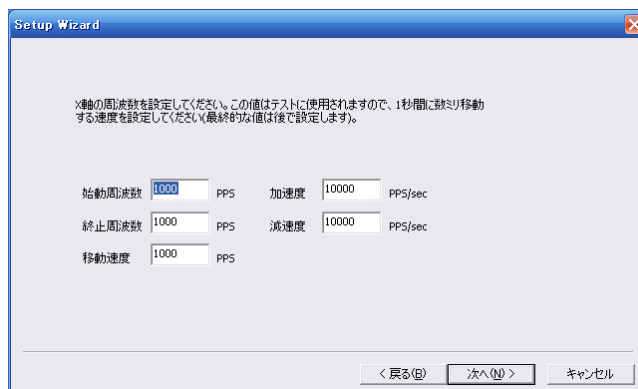 Setup Wizard
X軸の周波数を設定してください。この値はテストに使用されますので、1秒間に数ミリ移動
する速度を設定してください(最終的な値は後で設定します)。
始動周波数 1000 PPS 加速度 10000 PPS/sec
終止周波数 1000 PPS 減速度 10000 PPS/sec
移動速度 1000 PPS
< 戻る(B) 次へ(N) > キャンセル